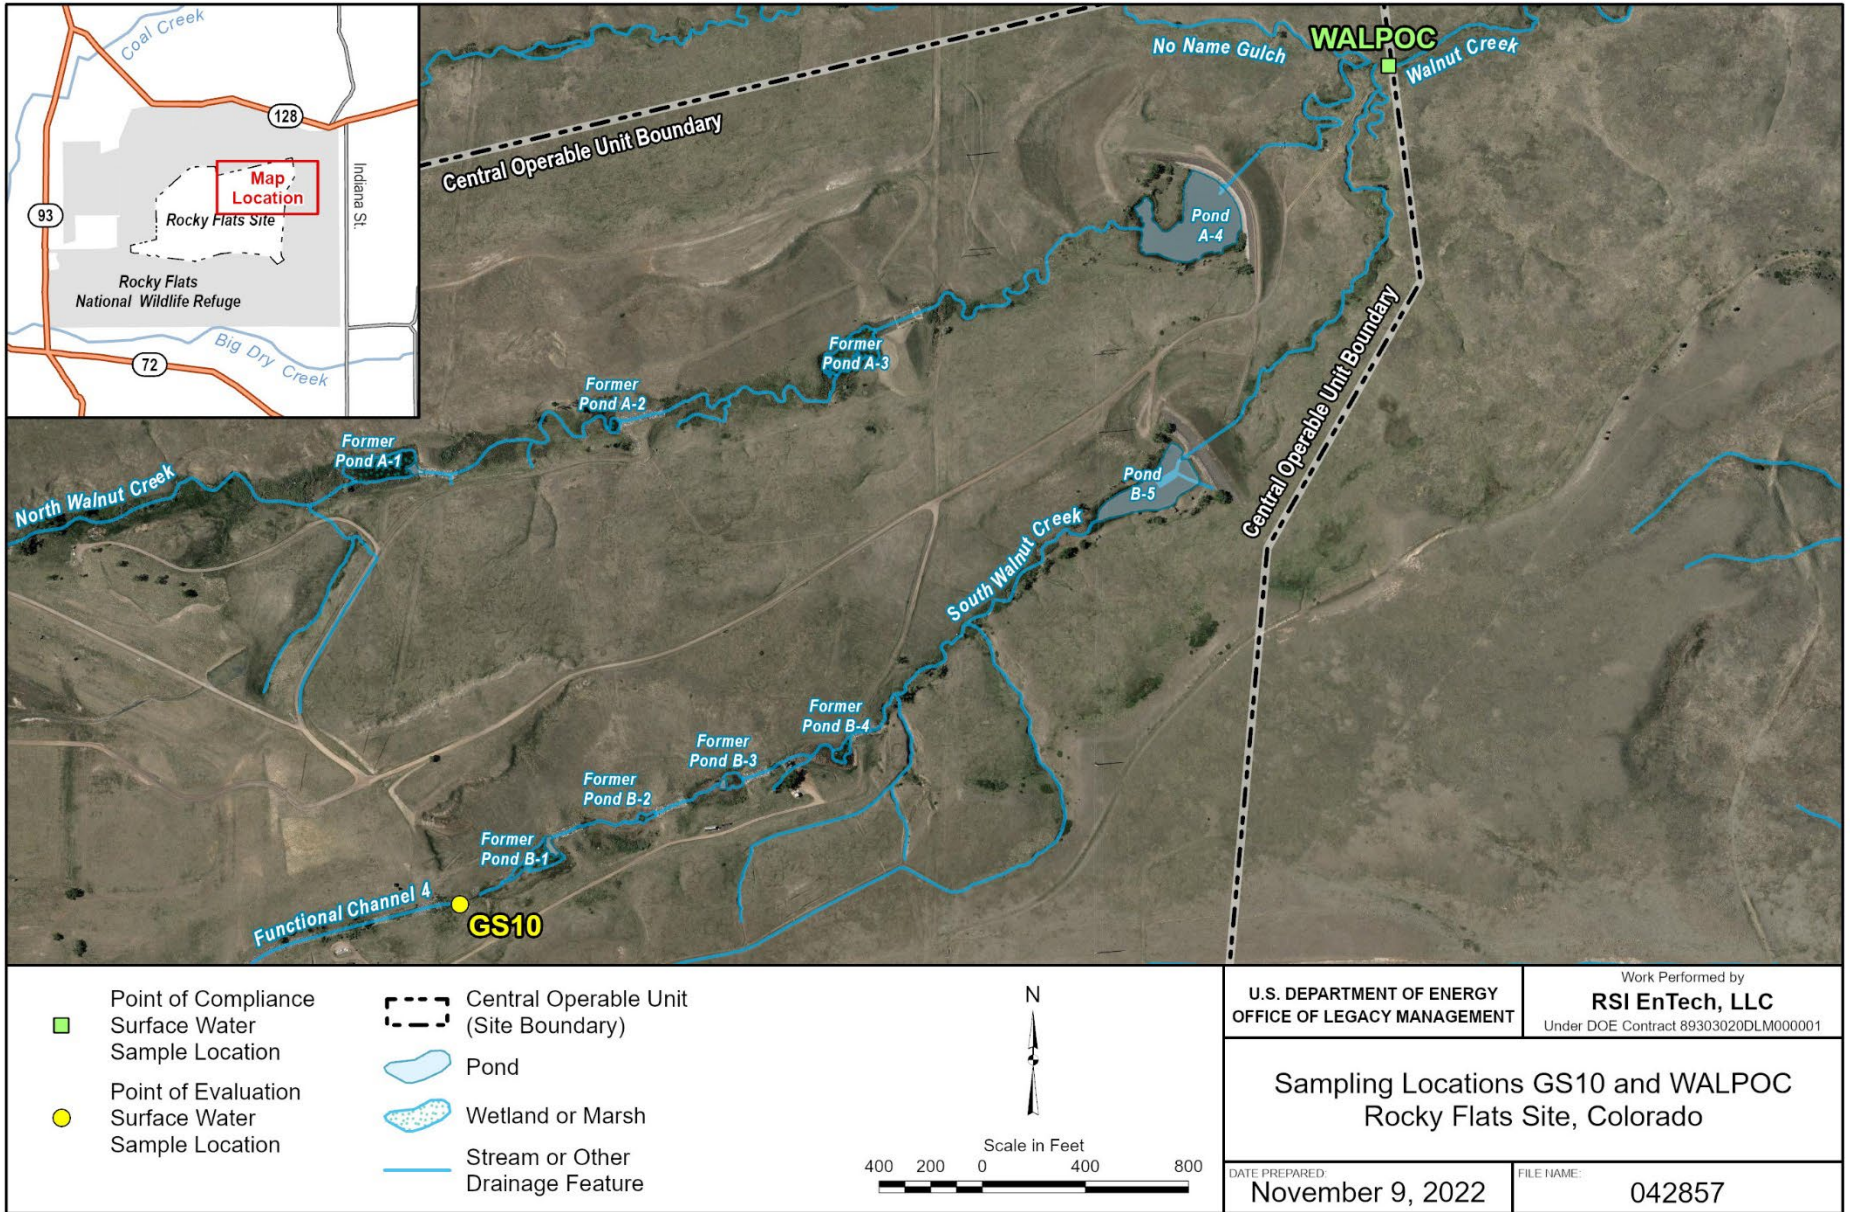 Coal Creek
128
Map
Location
Indiana St.
93
Rocky Flats Site
Rocky Flats
National Wildlife Refuge
Big Dry Creek
72
No Name Gulch
WALPOC
Walnut Creek
Central Operable Unit Boundary
Pond
A-4
Former
Pond A-3
Former
Pond A-2
Former
Pond A-1
North Walnut Creek
Central Operable Unit Boundary
Pond
B-5
South Walnut Creek
Former
Pond B-4
Former
Pond B-3
Former
Pond B-2
Former
Pond B-1
Functional Channel 4
GS10
Point of Compliance
Surface Water
Sample Location
Point of Evaluation
Surface Water
Sample Location
Central Operable Unit
(Site Boundary)
Pond
Wetland or Marsh
Stream or Other
Drainage Feature
N
Scale in Feet
400 200 0 400 800
U.S. DEPARTMENT OF ENERGY
OFFICE OF LEGACY MANAGEMENT
Work Performed by
RSI EnTech, LLC
Under DOE Contract 89303020DLM000001
Sampling Locations GS10 and WALPOC
Rocky Flats Site, Colorado
DATE PREPARED:
November 9, 2022
FILE NAME:
042857